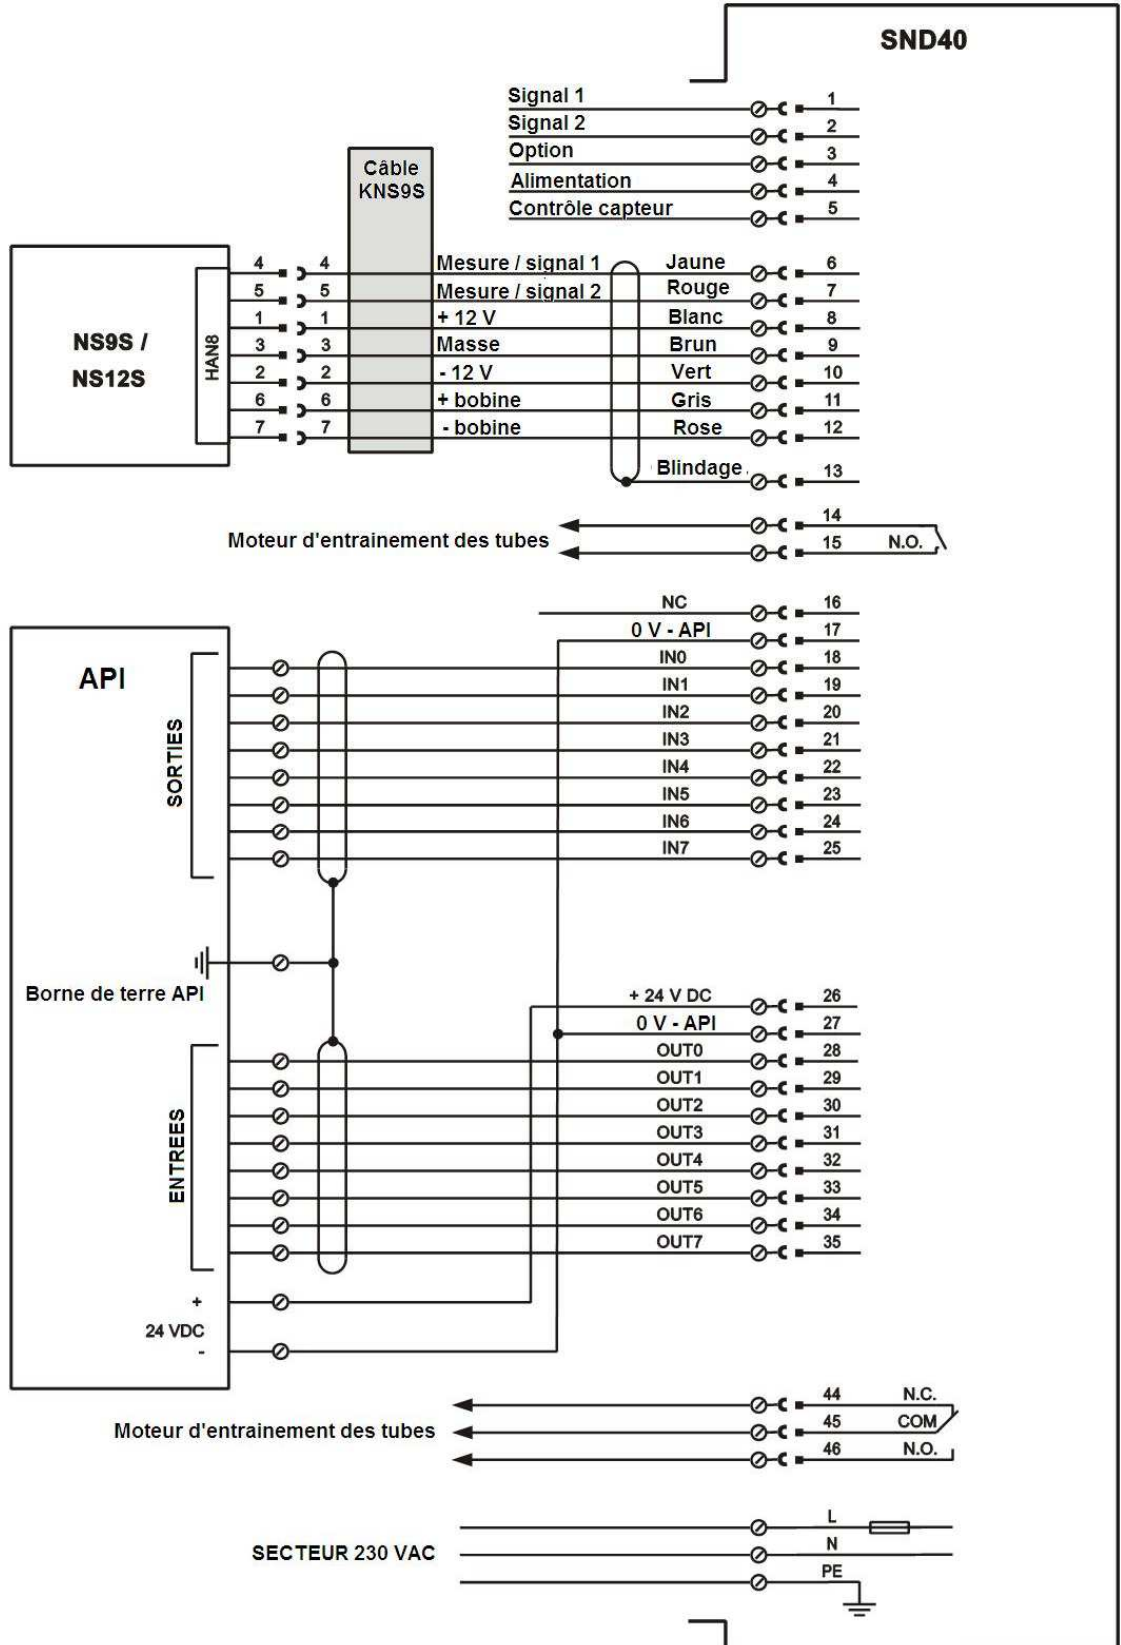 SND40
Signal 1 1
Signal 2 2
Option 3
Alimentation 4
Contrôle capteur 5
Câble
KNS9S
NS9S /
NS12S
HAN8
4 4 Mesure / signal 1 Jaune 6
5 5 Mesure / signal 2 Rouge 7
1 1 + 12 V Blanc 8
3 3 Masse Brun 9
2 2 - 12 V Vert 10
6 6 + bobine Gris 11
7 7 - bobine Rose 12
Blindage 13
Moteur d'entrainement des tubes
14
15 N.O.
NC 16
0 V - API 17
API
SORTIES
IN0 18
IN1 19
IN2 20
IN3 21
IN4 22
IN5 23
IN6 24
IN7 25
Borne de terre API
+ 24 V DC 26
0 V - API 27
ENTREES
OUT0 28
OUT1 29
OUT2 30
OUT3 31
OUT4 32
OUT5 33
OUT6 34
OUT7 35
+
24 VDC
-
Moteur d'entrainement des tubes
44 N.C.
45 COM
46 N.O.
SECTEUR 230 VAC
L
N
PE